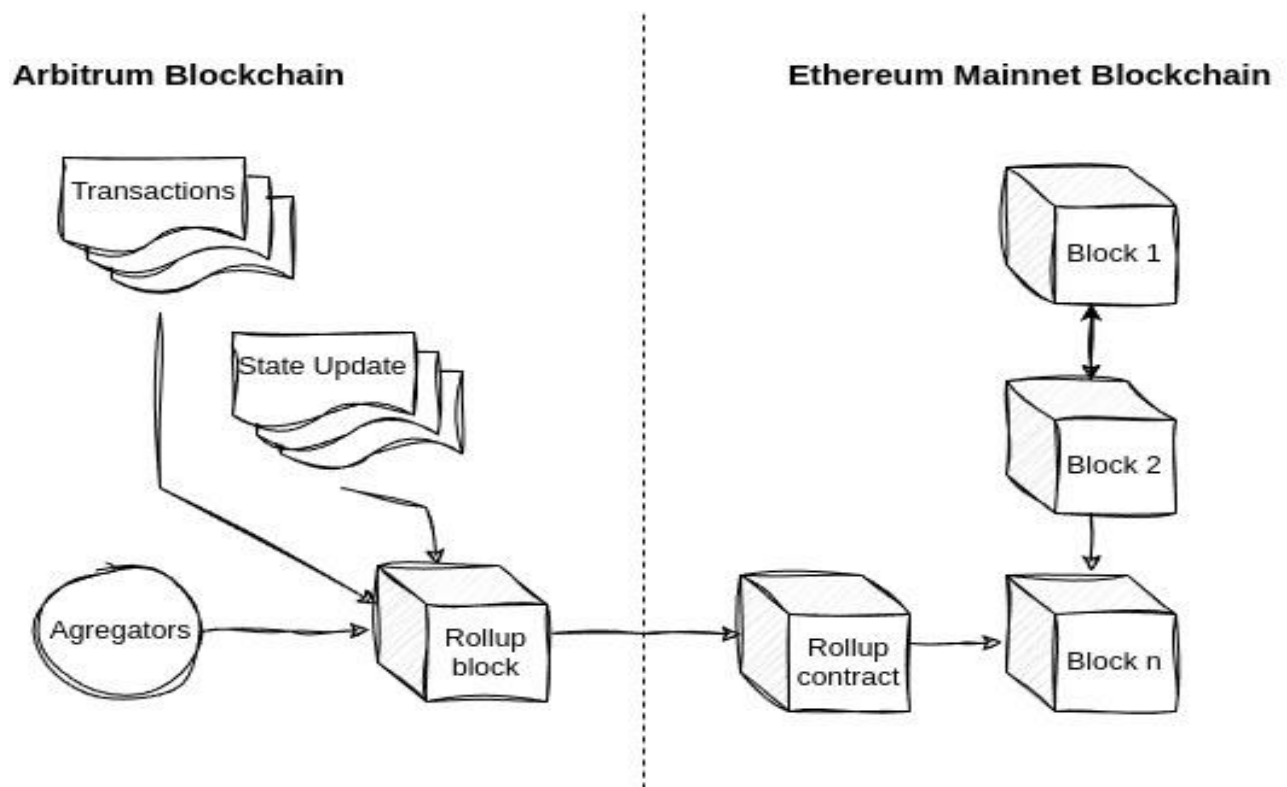 Arbitrum Blockchain
Ethereum Mainnet Blockchain
Transactions
State Update
Agregators
Rollup
block
Rollup
contract
Block 1
Block 2
Block n